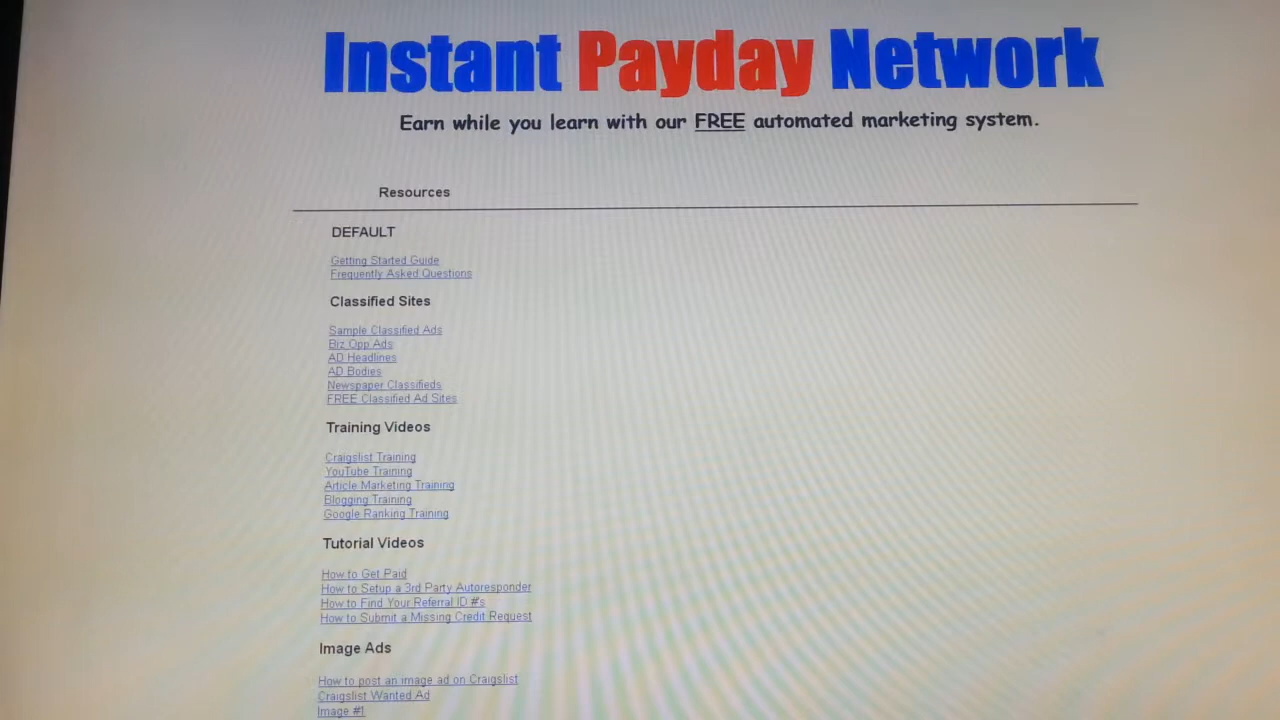 Instant Payday Network
Earn while you learn with our FREE automated marketing system.
Resources
DEFAULT
Getting Started Guide
Frequently Asked Questions
Classified Sites
Sample Classified Ads
Biz Opp Ads
AD Headlines
AD Bodies
Newspaper Classifieds
FREE Classified Ad Sites
Training Videos
Craigslist Training
YouTube Training
Article Marketing Training
Blogging Training
Google Ranking Training
Tutorial Videos
How to Get Paid
How to Setup a 3rd Party Autoresponder
How to Find Your Referral ID #'s
How to Submit a Missing Credit Request
Image Ads
How to post an image ad on Craigslist
Craigslist Wanted Ad
Image #1